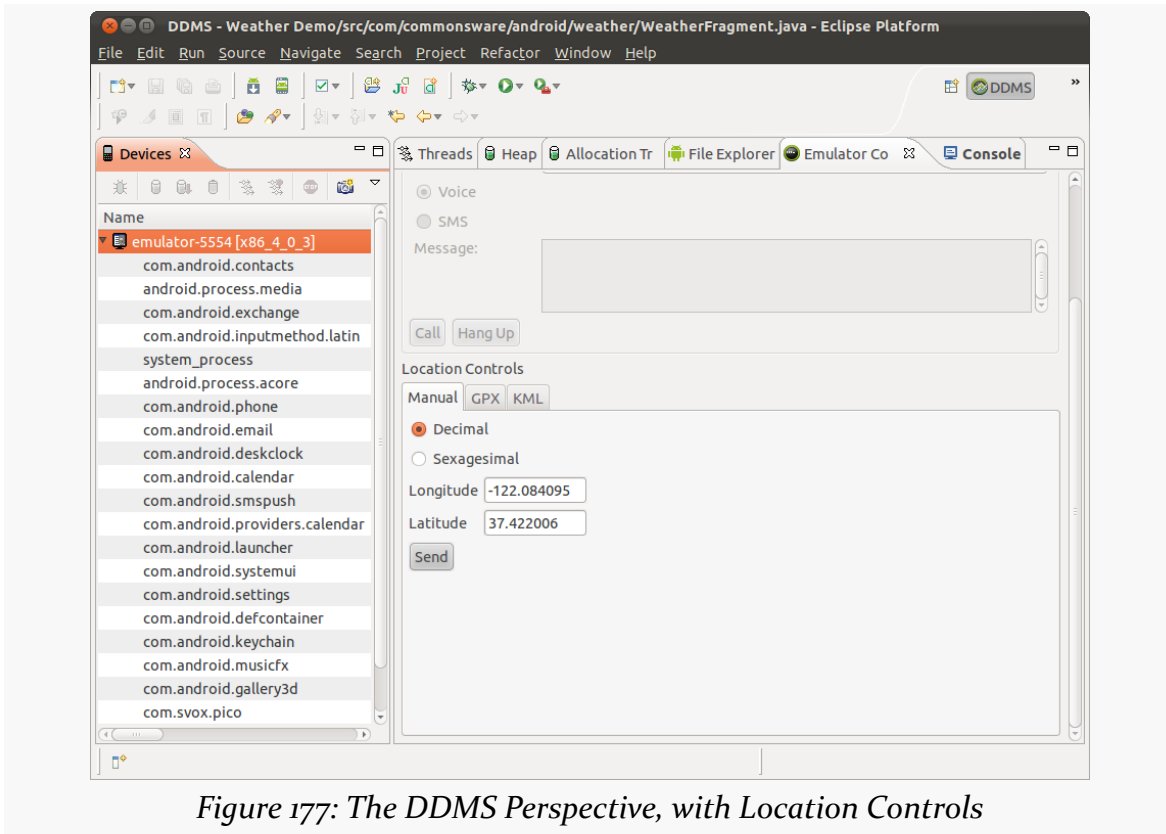 DDMS - Weather Demo/src/com/commonsware/android/weather/WeatherFragment.java - Eclipse Platform
File Edit Run Source Navigate Search Project Refactor Window Help
DDMS »
Devices
Threads Heap Allocation Tr File Explorer Emulator Co Console
Name
emulator-5554 [x86_4_0_3]
com.android.contacts
android.process.media
com.android.exchange
com.android.inputmethod.latin
system_process
android.process.acore
com.android.phone
com.android.email
com.android.deskclock
com.android.calendar
com.android.smspush
com.android.providers.calendar
com.android.launcher
com.android.systemui
com.android.settings
com.android.defcontainer
com.android.keychain
com.android.musicfx
com.android.gallery3d
com.svox.pico
Voice
SMS
Message:
Call Hang Up
Location Controls
Manual GPX KML
Decimal
Sexagesimal
Longitude -122.084095
Latitude 37.422006
Send
Figure 177: The DDMS Perspective, with Location Controls